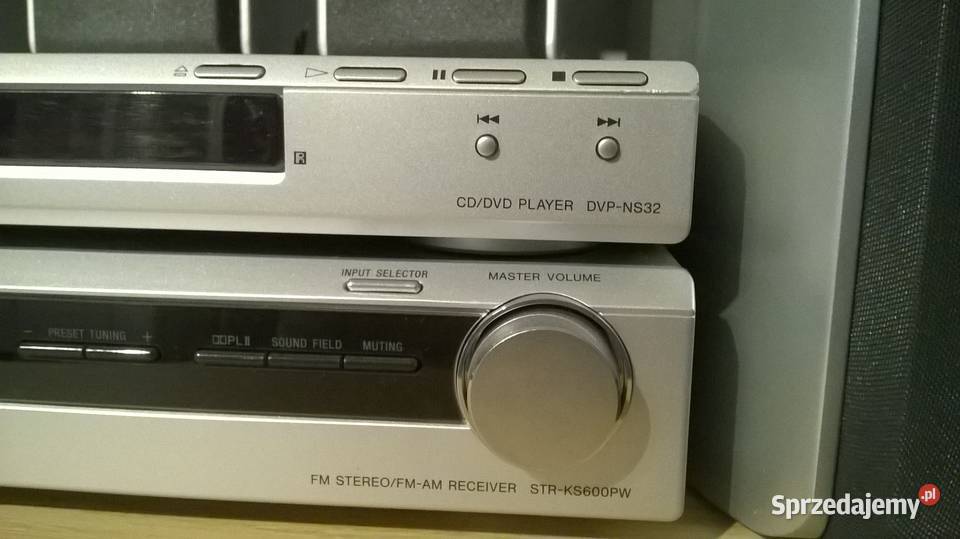 R
CD/DVD PLAYER DVP-NS32
INPUT SELECTOR
MASTER VOLUME
− PRESET TUNING +
PL II
SOUND FIELD
MUTING
FM STEREO/FM-AM RECEIVER STR-KS600PW
Sprzedajemy.pl